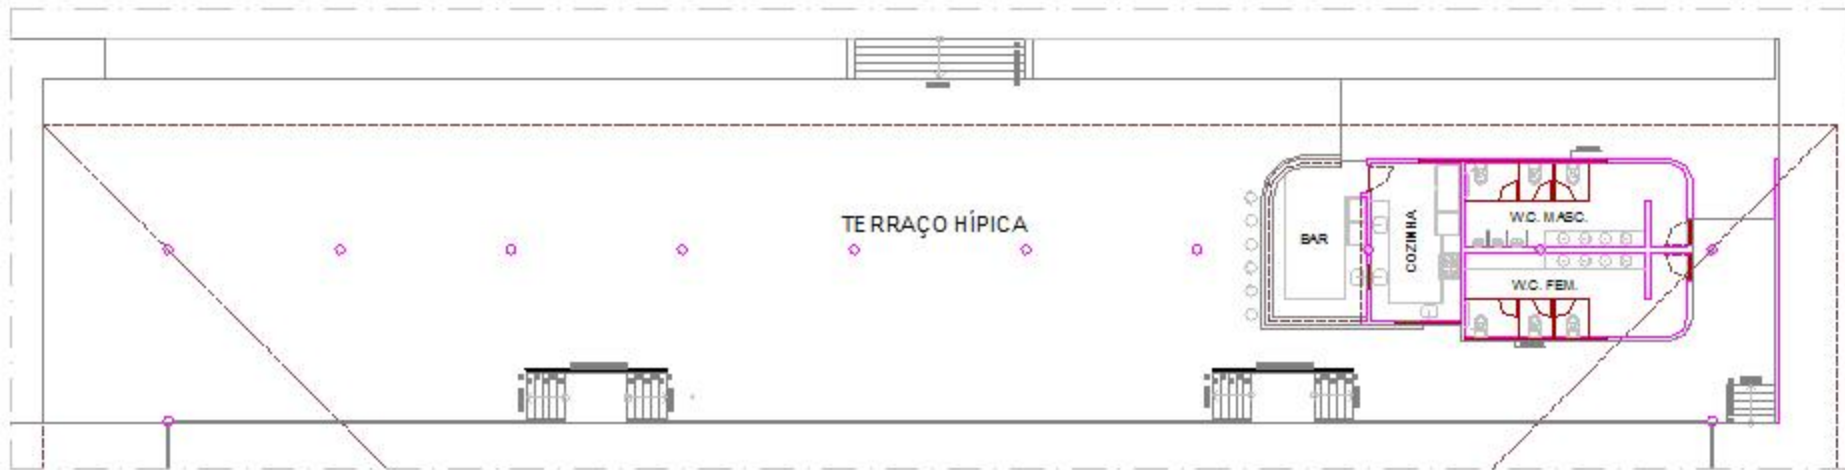 TERRAÇO HÍPICA
BAR
COZINHA
W.C. MASC.
W.C. FEM.